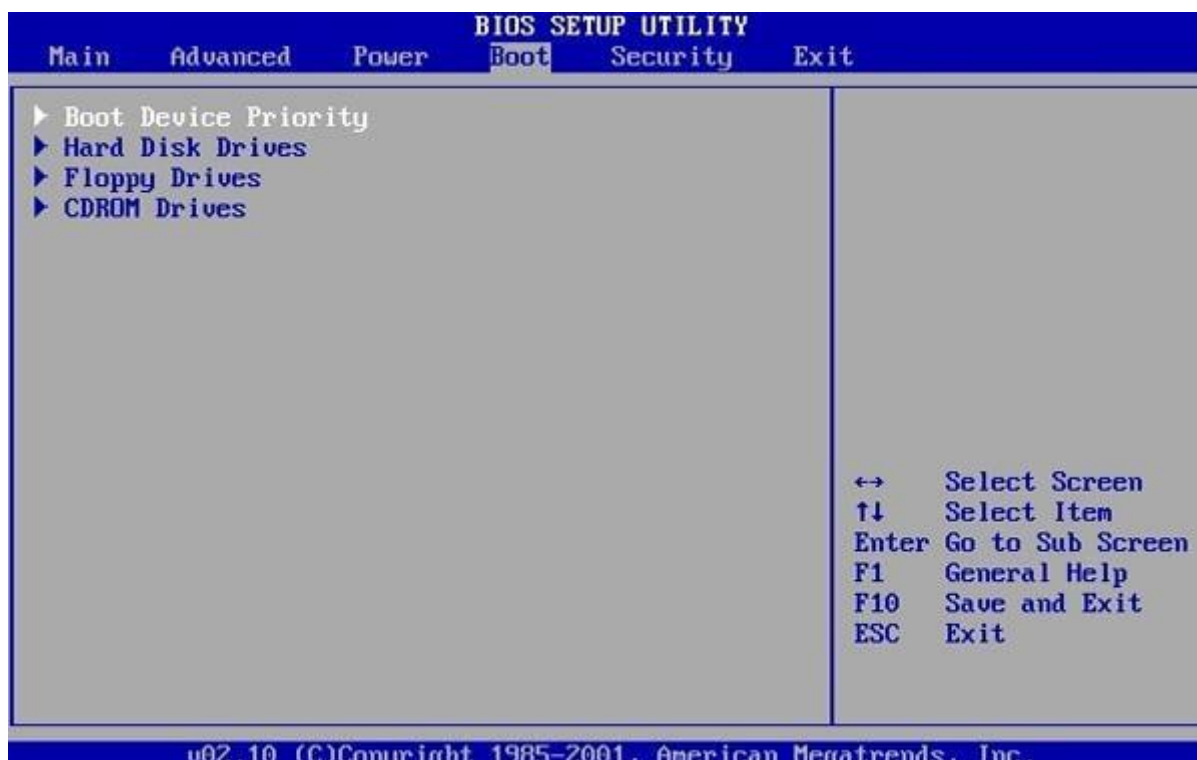 BIOS SETUP UTILITY
Main Advanced Power Boot Security Exit
Boot Device Priority
Hard Disk Drives
Floppy Drives
CDROM Drives
↔ Select Screen
↑↓ Select Item
Enter Go to Sub Screen
F1 General Help
F10 Save and Exit
ESC Exit
v02.10 (C)Copyright 1985-2001, American Megatrends, Inc.